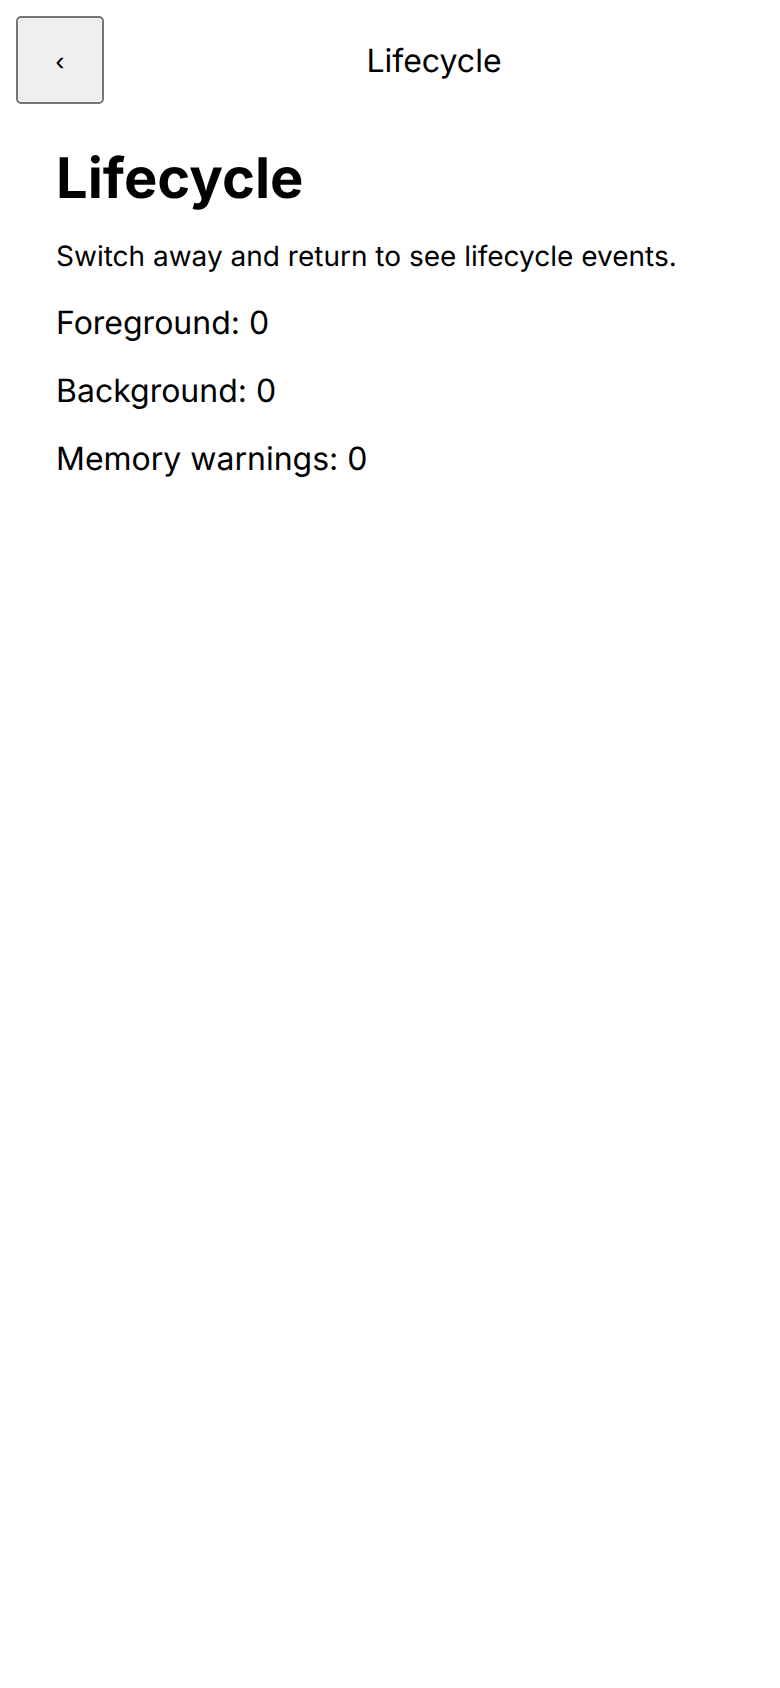 ‹
Lifecycle
Lifecycle
Switch away and return to see lifecycle events.
Foreground: 0
Background: 0
Memory warnings: 0